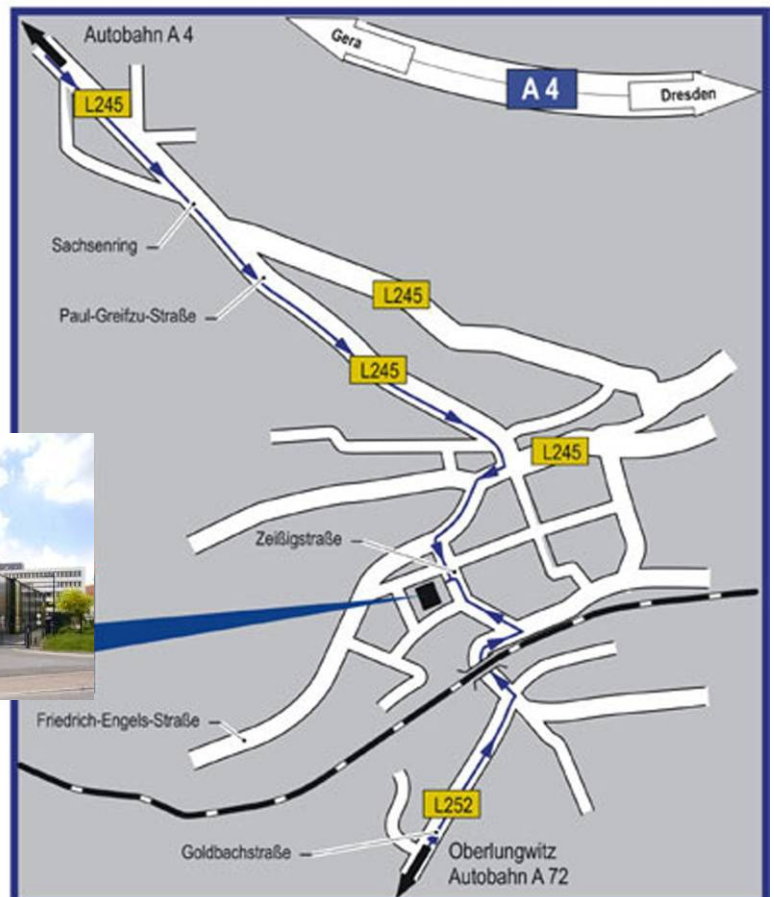 Autobahn A 4
Gera
A 4
Dresden
L245
Sachsenring
L245
Paul-Greifzu-Straße
L245
L245
Zeißigstraße
Friedrich-Engels-Straße
L252
Goldbachstraße
Oberlungwitz
Autobahn A 72